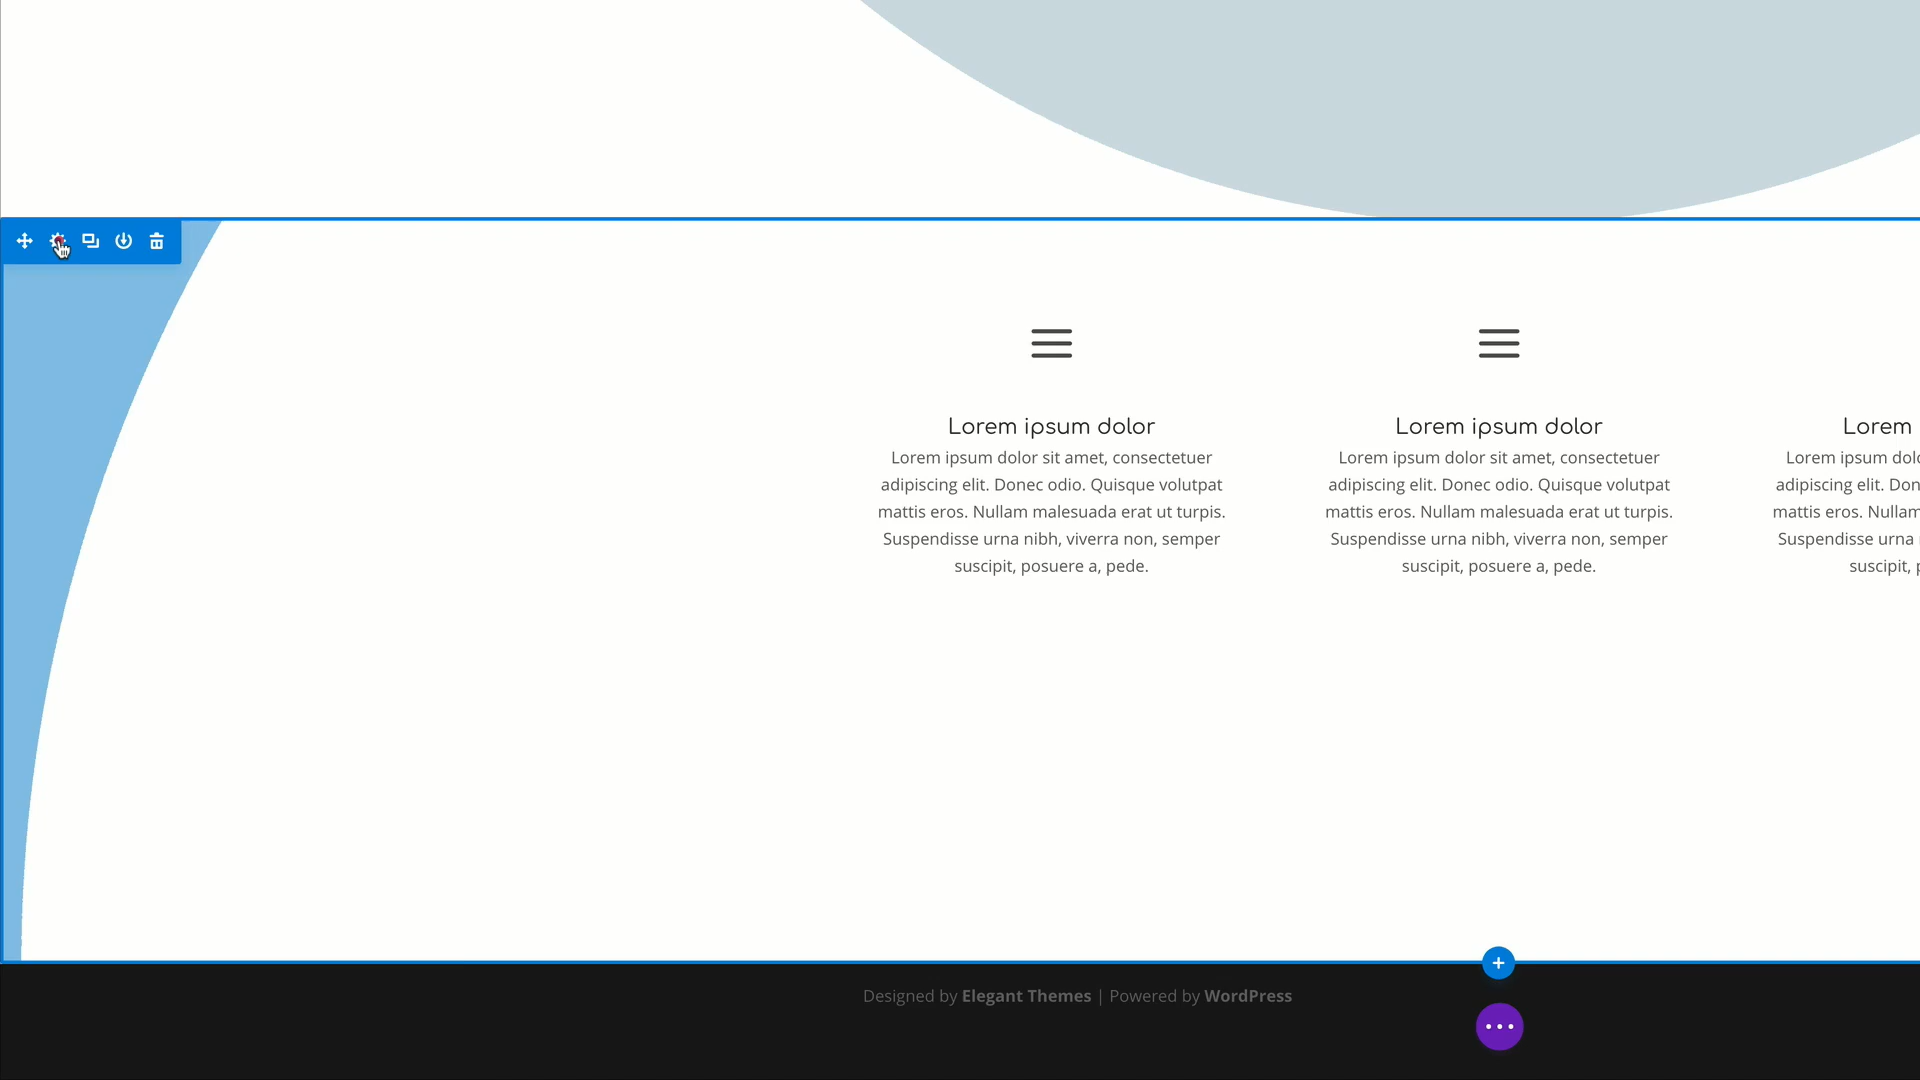 Lorem ipsum dolor
Lorem ipsum dolor sit amet, consectetuer
adipiscing elit. Donec odio. Quisque volutpat
mattis eros. Nullam malesuada erat ut turpis.
Suspendisse urna nibh, viverra non, semper
suscipit, posuere a, pede.
Lorem ipsum dolor
Lorem ipsum dolor sit amet, consectetuer
adipiscing elit. Donec odio. Quisque volutpat
mattis eros. Nullam malesuada erat ut turpis.
Suspendisse urna nibh, viverra non, semper
suscipit, posuere a, pede.
Lorem
Lorem ipsum
adipiscing elit.
mattis eros.
Suspendisse urna
suscipit,
Designed by Elegant Themes | Powered by WordPress